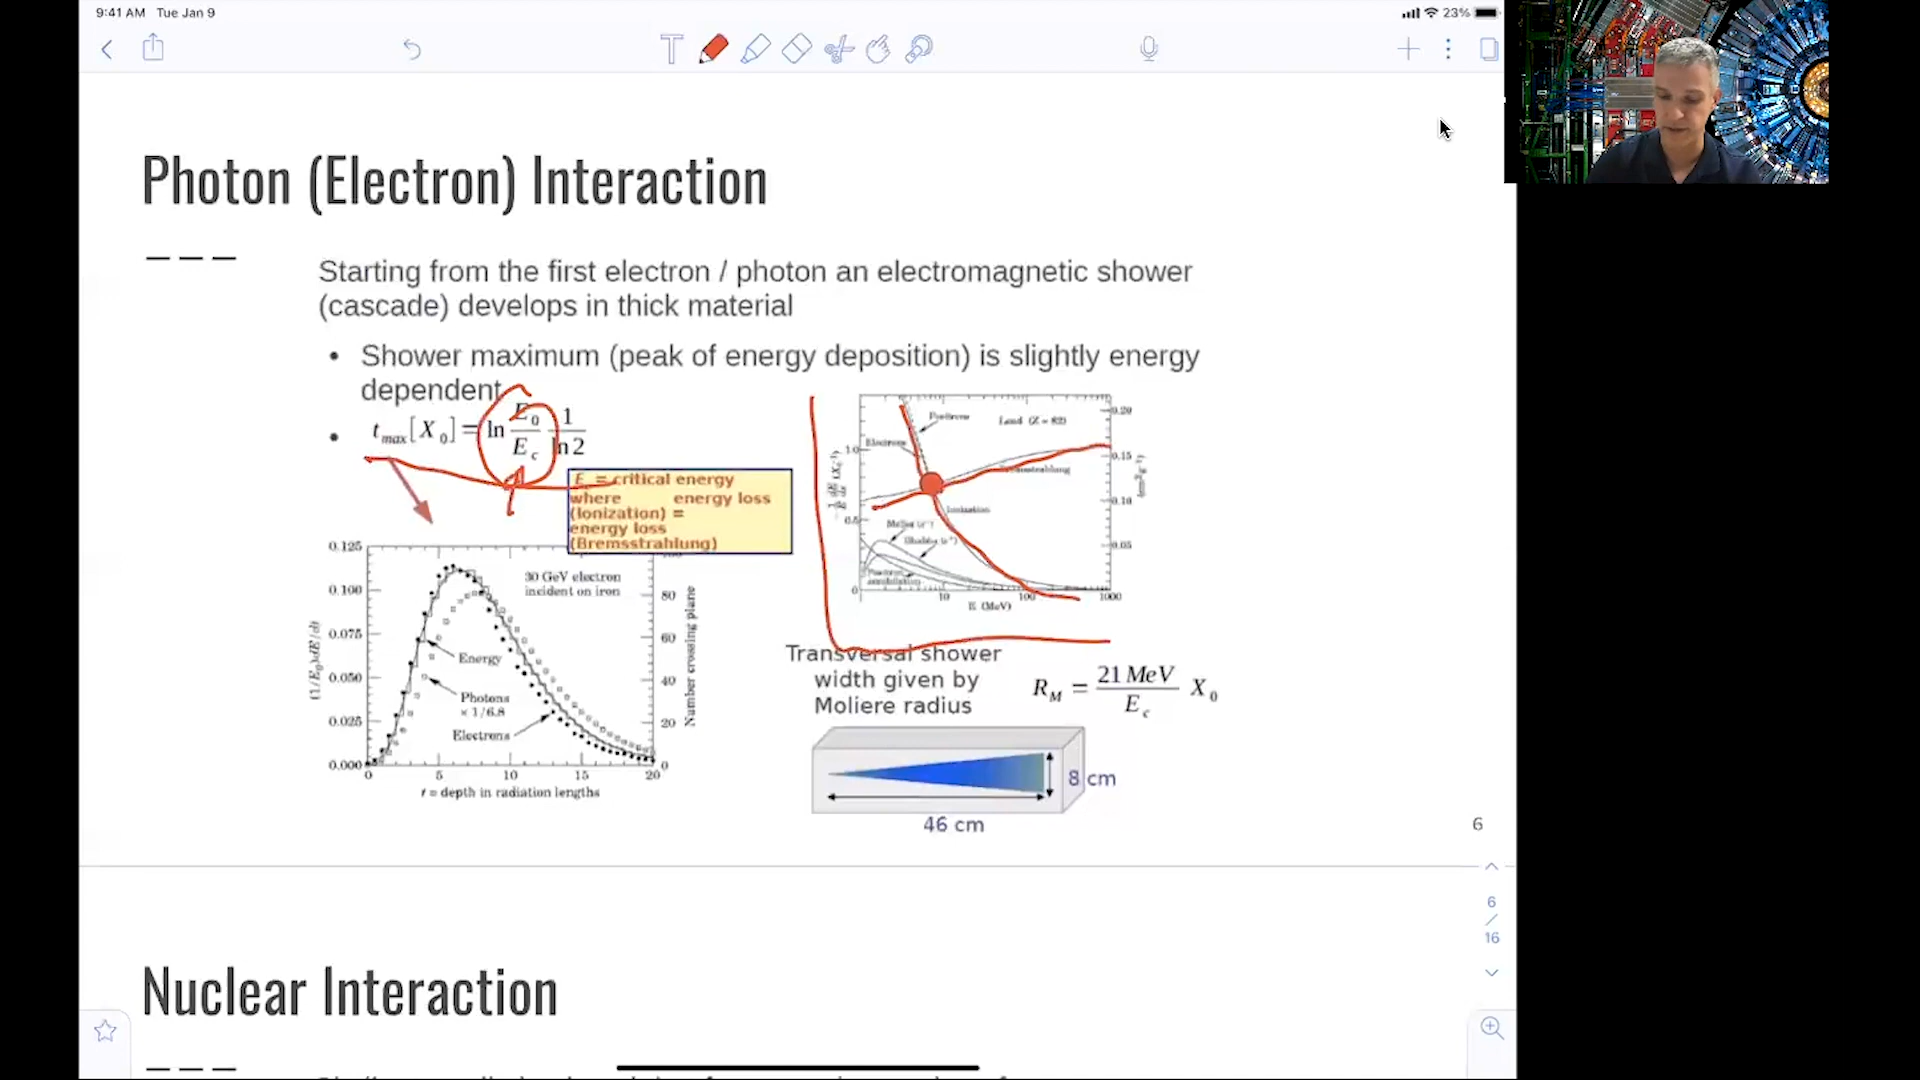 9:41 AM Tue Jan 9
23%
Photon (Electron) Interaction
Starting from the first electron / photon an electromagnetic shower
(cascade) develops in thick material
• Shower maximum (peak of energy deposition) is slightly energy
dependent
• t_max [X_0] = ln E_0/E_c 1/ln 2
E = critical energy
where energy loss
(Ionization) =
energy loss
(Bremsstrahlung)
0.125
0.100
0.075
0.050
0.025
0.000
(1/E_0) dE/dt
30 GeV electron
incident on iron
Energy
Photons
× 1/6.8
Electrons
80
60
40
20
0
Number crossing plane
0 5 10 15 20
t = depth in radiation lengths
Positrons
Lead (Z = 82)
Electrons
Ionization
Møller (e⁻)
Bhabha (e⁺)
Positron
annihilation
1.0
0.5
0
0.20
0.15
0.10
0.05
10 100 1000
E (MeV)
Transversal shower
width given by
Moliere radius
R_M = 21 MeV/E_c X_0
8 cm
46 cm
6
6
/
16
Nuclear Interaction